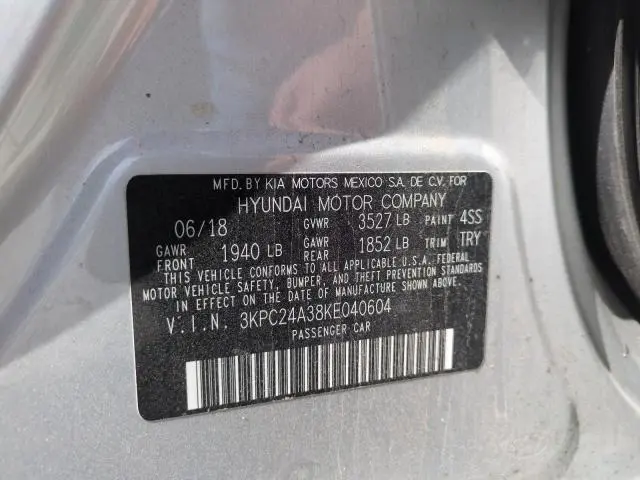 MFD. BY KIA MOTORS MEXICO S.A. DE C.V. FOR
HYUNDAI MOTOR COMPANY
06/18 GVWR 3527 LB PAINT 4SS
GAWR FRONT 1940 LB GAWR REAR 1852 LB TRIM TRY
THIS VEHICLE CONFORMS TO ALL APPLICABLE U.S.A. FEDERAL
MOTOR VEHICLE SAFETY, BUMPER, AND THEFT PREVENTION STANDARDS
IN EFFECT ON THE DATE OF MANUFACTURE SHOWN ABOVE.
V.I.N. 3KPC24A38KE040604
PASSENGER CAR